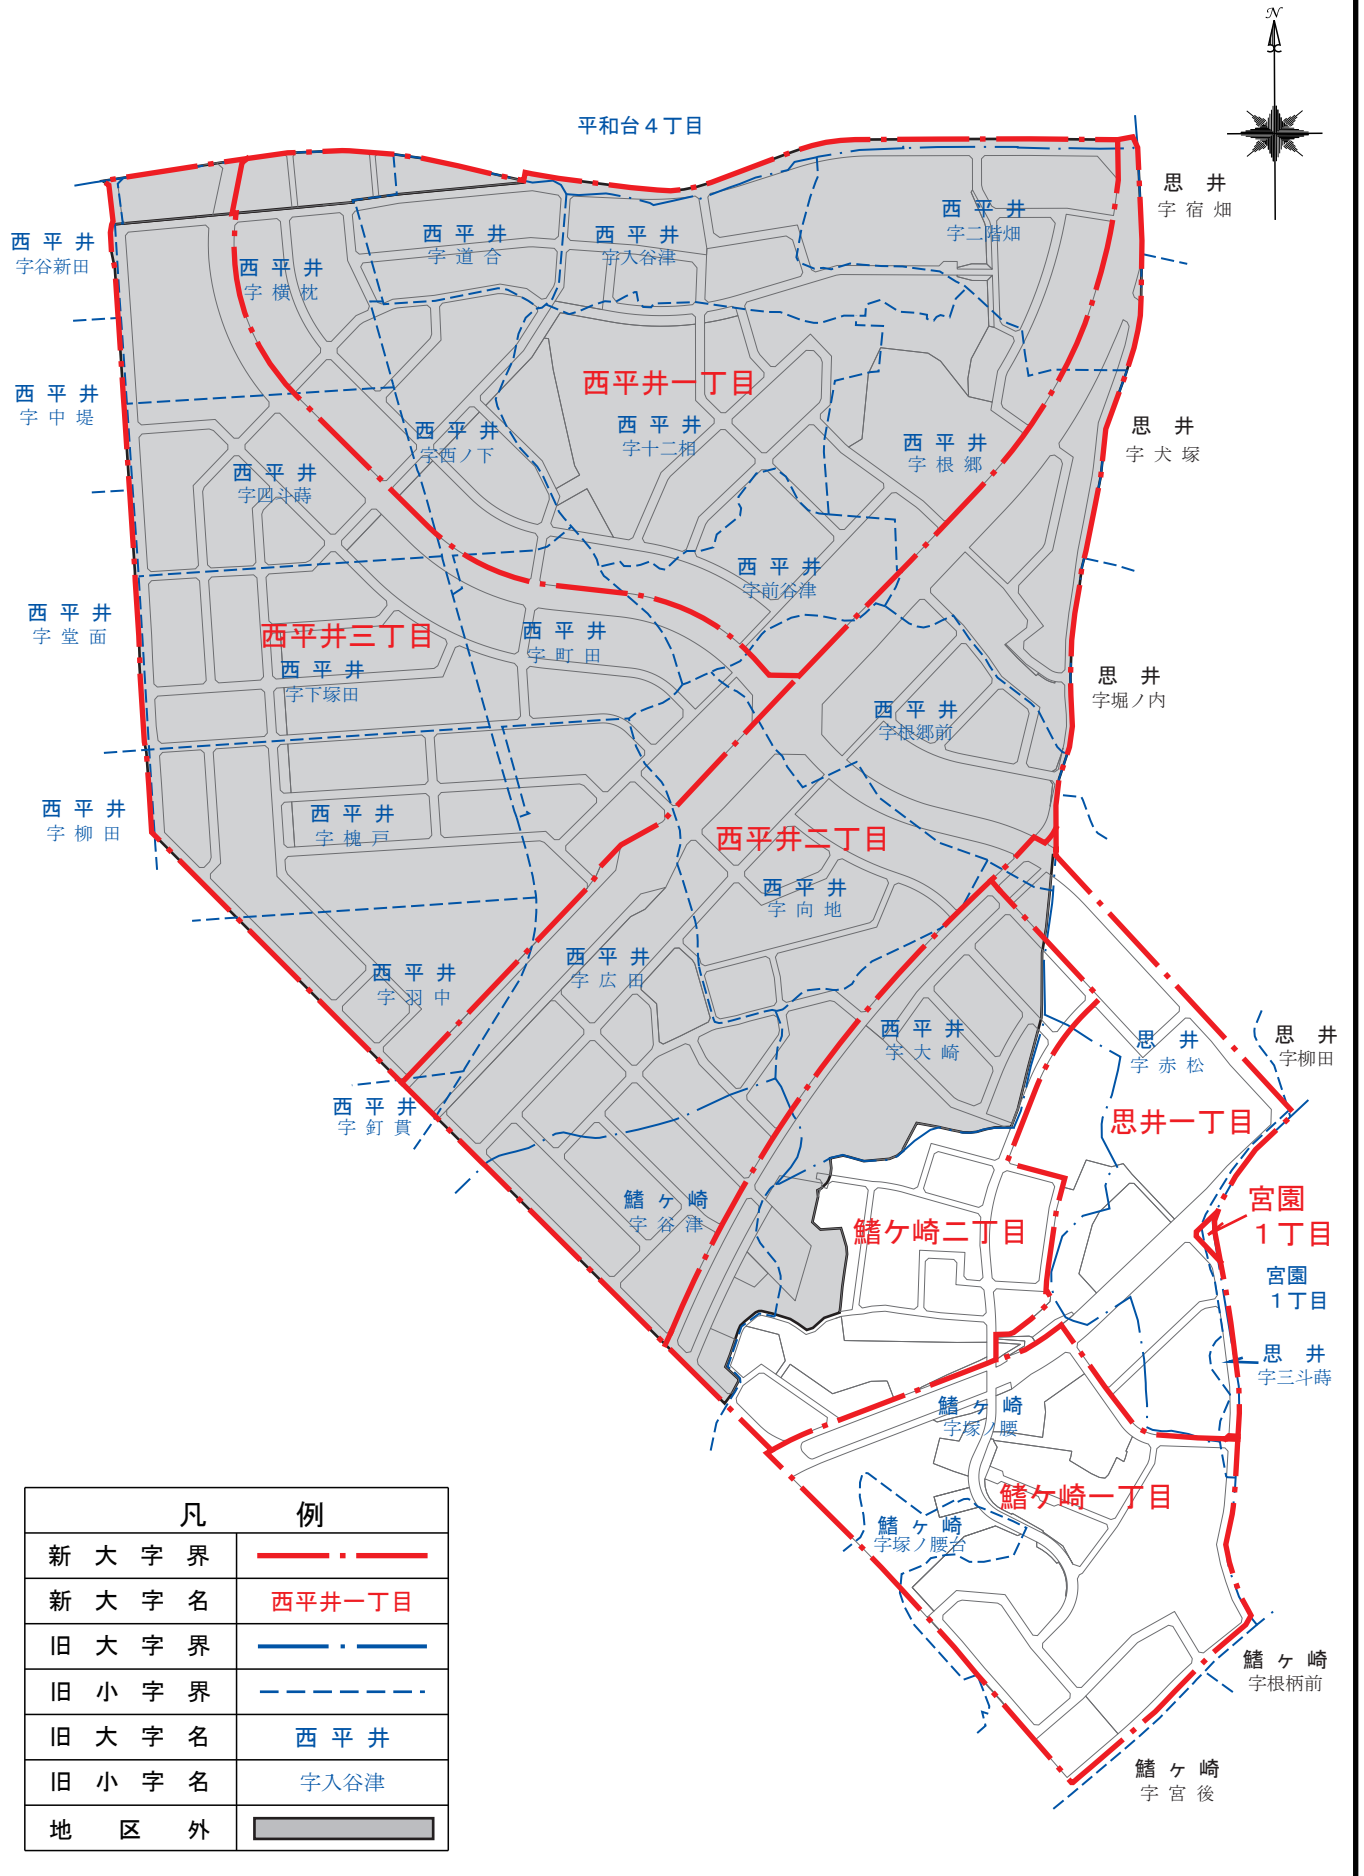 N
平和台４丁目
思井
字宿畑
西平井
字谷新田
西平井
字横枕
西平井
字道合
西平井
字入谷津
西平井
字二階畑
西平井一丁目
西平井
字中堤
西平井
字西ノ下
西平井
字十二相
西平井
字根郷
思井
字犬塚
西平井
字四斗蒔
西平井
字前谷津
西平井
字堂面
西平井三丁目
西平井
字下塚田
西平井
字町田
思井
字堀ノ内
西平井
字根郷前
西平井
字柳田
西平井
字槐戸
西平井二丁目
西平井
字向地
西平井
字羽中
西平井
字広田
西平井
字大崎
思井
字赤松
思井
字柳田
西平井
字釘貫
思井一丁目
鰭ヶ崎
字谷津
鰭ケ崎二丁目
宮園
１丁目
宮園
１丁目
思井
字三斗蒔
鰭ヶ崎
字塚ノ腰
鰭ケ崎一丁目
鰭ヶ崎
字塚ノ腰台
鰭ヶ崎
字根柄前
鰭ヶ崎
字宮後
凡例
新大字界
新大字名 西平井一丁目
旧大字界
旧小字界
旧大字名 西平井
旧小字名 字入谷津
地区外